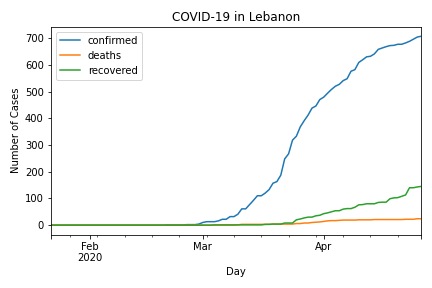 COVID-19 in Lebanon
confirmed
deaths
recovered
Number of Cases
700
600
500
400
300
200
100
0
Feb
2020
Mar
Apr
Day